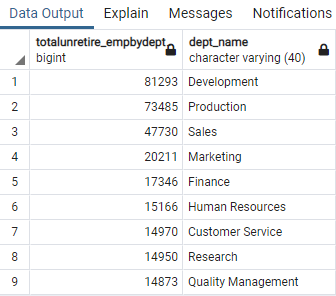 Data Output Explain Messages Notifications
totalunretire_empbydept dept_name
bigint character varying (40)
1 81293 Development
2 73485 Production
3 47730 Sales
4 20211 Marketing
5 17346 Finance
6 15166 Human Resources
7 14970 Customer Service
8 14950 Research
9 14873 Quality Management